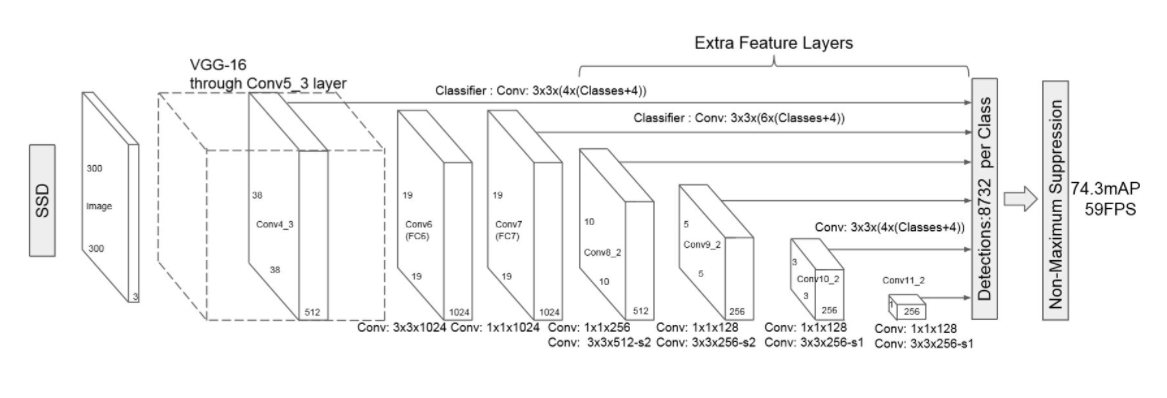 Extra Feature Layers
VGG-16
through Conv5_3 layer
Classifier : Conv: 3x3x(4x(Classes+4))
Classifier : Conv: 3x3x(6x(Classes+4))
SSD
300
Image
300
3
38
Conv4_3
38
512
19
Conv6
(FC6)
19
1024
19
Conv7
(FC7)
19
1024
10
Conv8_2
10
512
5
Conv9_2
5
256
Conv: 3x3x(4x(Classes+4))
3
Conv10_2
3
256
Conv11_2
1
256
Detections:8732 per Class
Non-Maximum Suppression
74.3mAP
59FPS
Conv: 3x3x1024
Conv: 1x1x1024
Conv: 1x1x256
Conv: 3x3x512-s2
Conv: 1x1x128
Conv: 3x3x256-s2
Conv: 1x1x128
Conv: 3x3x256-s1
Conv: 1x1x128
Conv: 3x3x256-s1